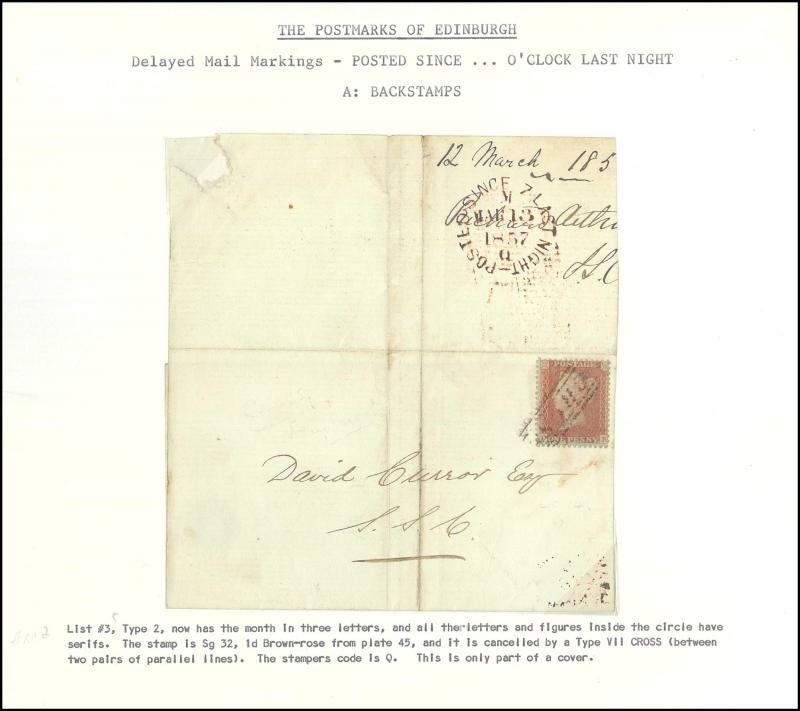 THE POSTMARKS OF EDINBURGH
Delayed Mail Markings - POSTED SINCE ... O'CLOCK LAST NIGHT
A: BACKSTAMPS
12 March 185
POSTED SINCE 7 LAST NIGHT
M
MAR 13
1857
Q
POSTAGE
ONE PENNY
David Curror Esq
S.S.C.
List #3, Type 2, now has the month in three letters, and all the letters and figures inside the circle have
serifs. The stamp is Sg 32, 1d Brown-rose from plate 45, and it is cancelled by a Type VII CROSS (between
two pairs of parallel lines). The stampers code is Q. This is only part of a cover.